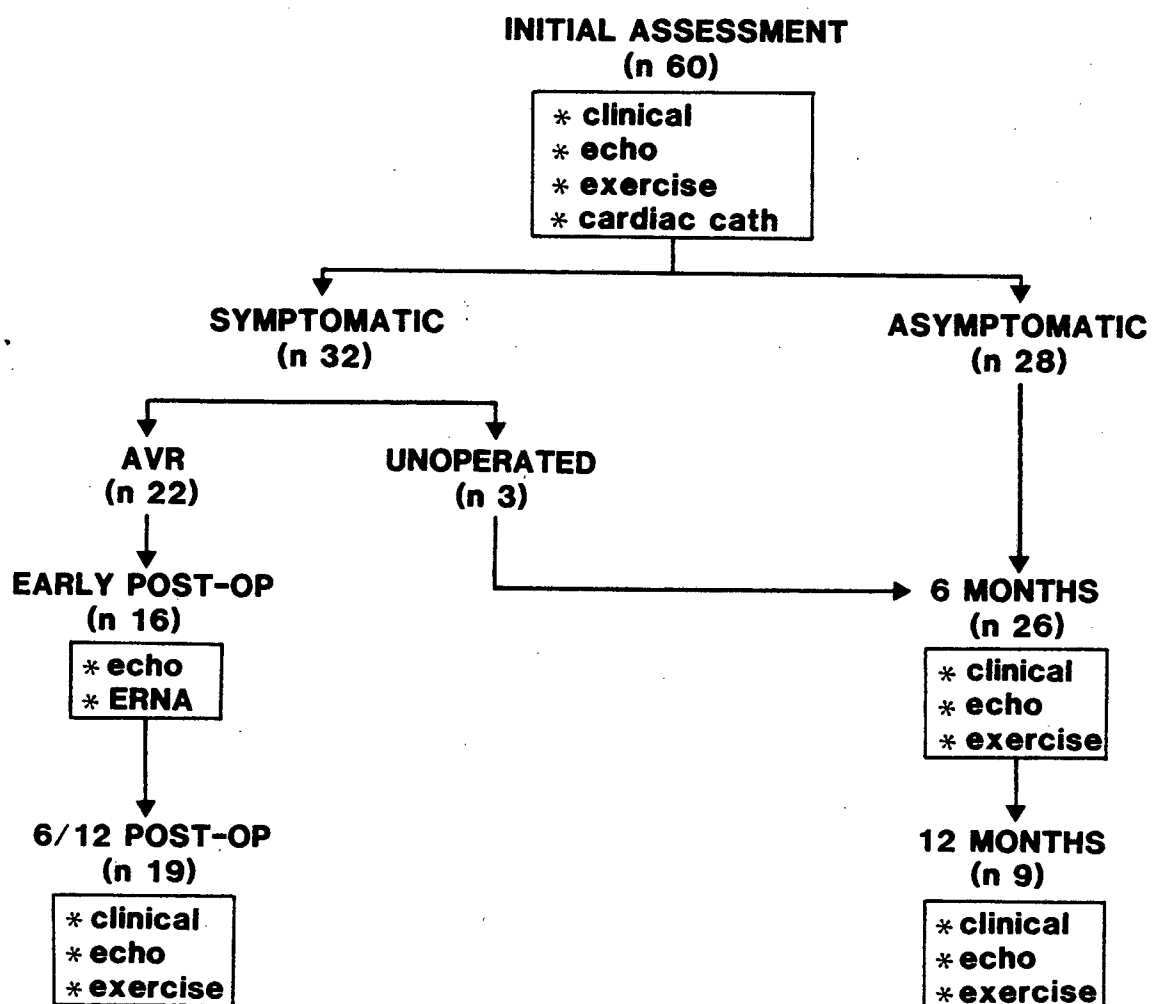 INITIAL ASSESSMENT
(n 60)
* clinical
* echo
* exercise
* cardiac cath
SYMPTOMATIC
(n 32)
ASYMPTOMATIC
(n 28)
AVR
(n 22)
UNOPERATED
(n 3)
EARLY POST-OP
(n 16)
* echo
* ERNA
6 MONTHS
(n 26)
* clinical
* echo
* exercise
6/12 POST-OP
(n 19)
* clinical
* echo
* exercise
12 MONTHS
(n 9)
* clinical
* echo
* exercise